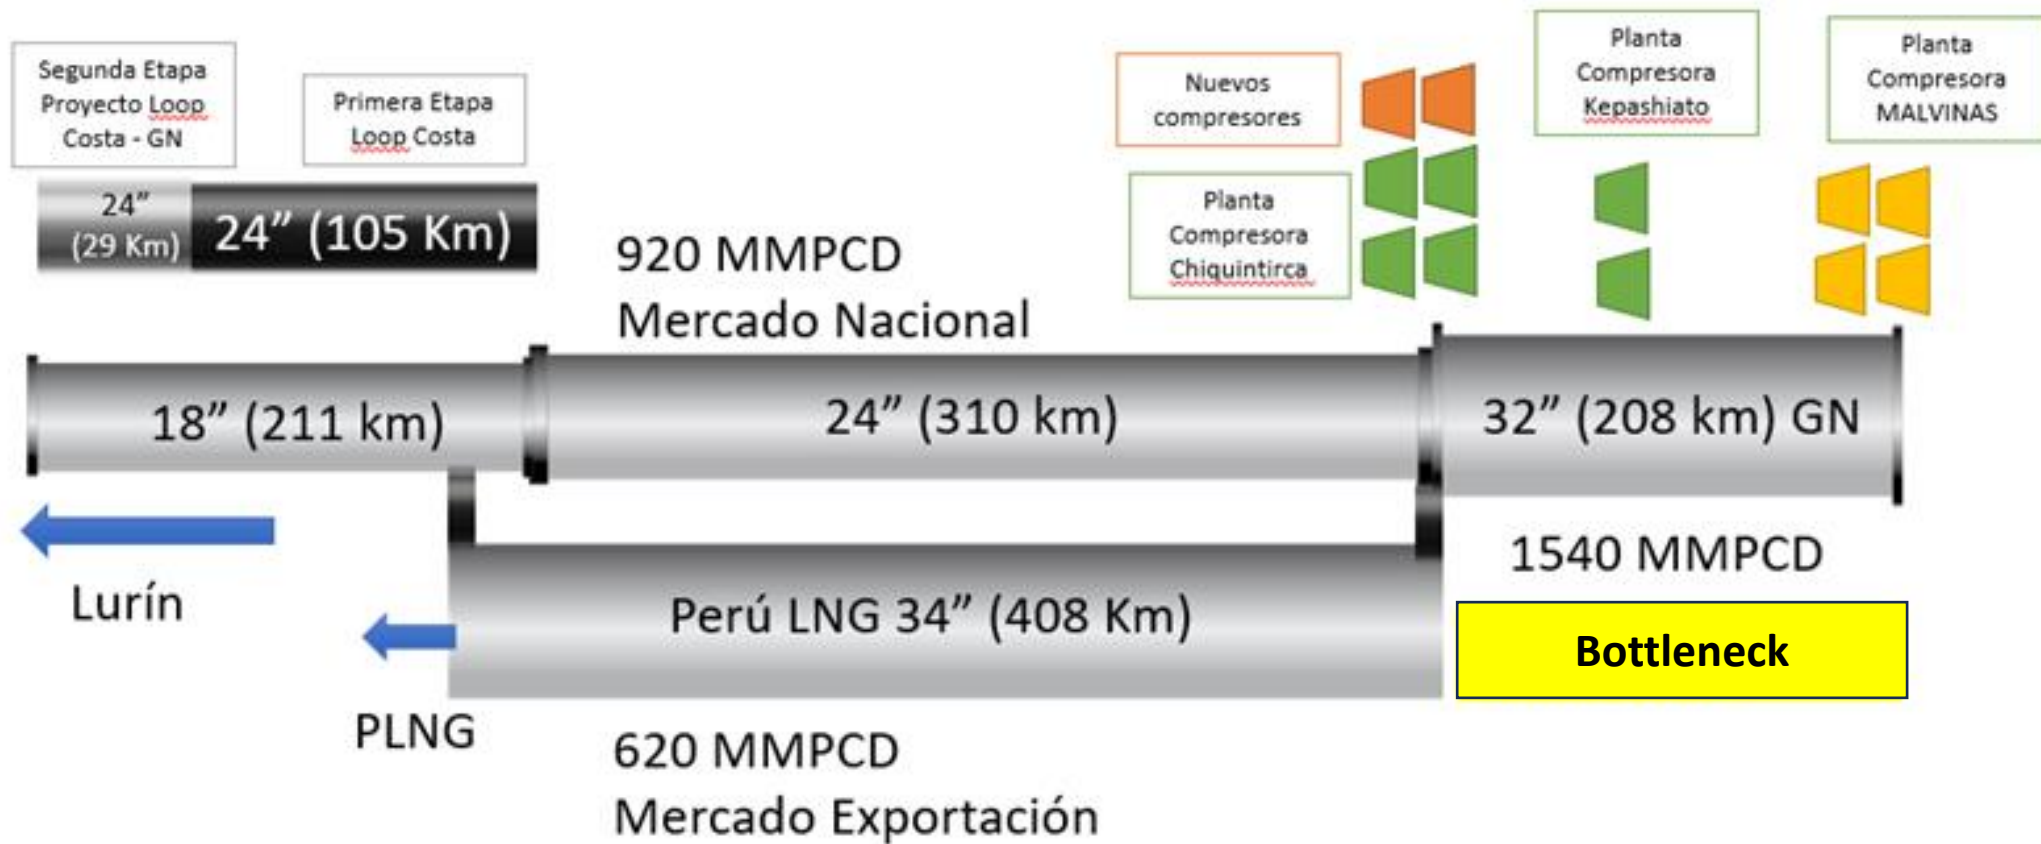 Segunda Etapa
Proyecto Loop
Costa - GN
Primera Etapa
Loop Costa
24”
(29 Km)
24” (105 Km)
920 MMPCD
Mercado Nacional
Nuevos
compresores
Planta
Compresora
Chiquintirca
Planta
Compresora
Kepashiato
Planta
Compresora
MALVINAS
18” (211 km)
24” (310 km)
32” (208 km) GN
Lurín
Perú LNG 34” (408 Km)
1540 MMPCD
Bottleneck
PLNG
620 MMPCD
Mercado Exportación